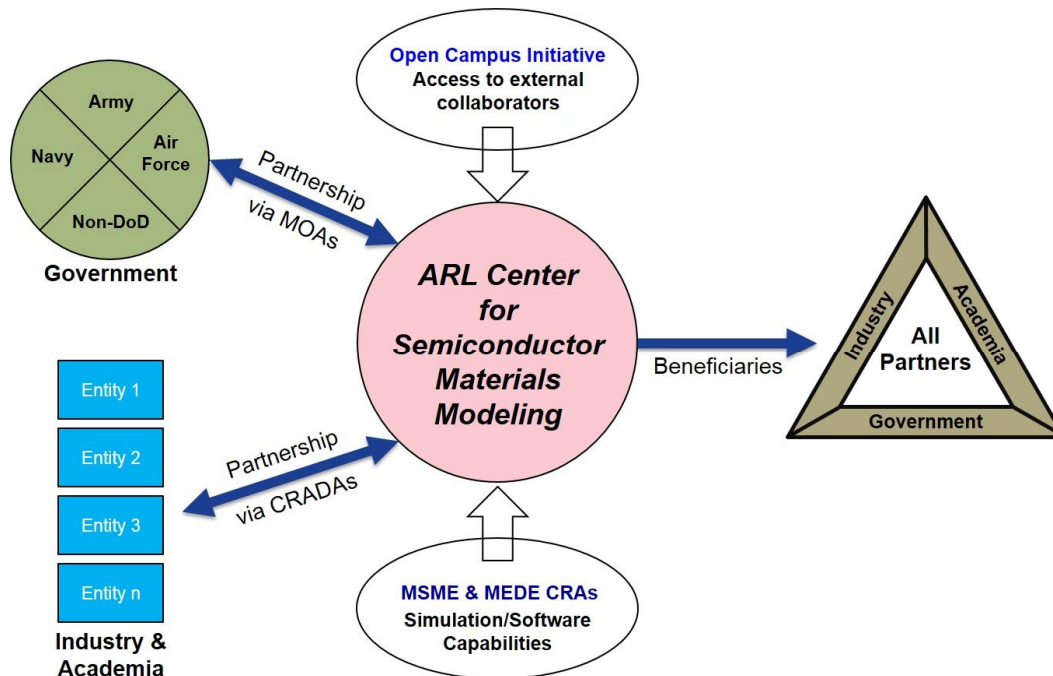 Open Campus Initiative
Access to external
collaborators
Army
Navy
Air
Force
Non-DoD
Government
Partnership
via MOAs
ARL Center
for
Semiconductor
Materials
Modeling
Beneficiaries
Industry
Academia
All
Partners
Government
Entity 1
Entity 2
Entity 3
Entity n
Industry &
Academia
Partnership
via CRADAs
MSME & MEDE CRAs
Simulation/Software
Capabilities